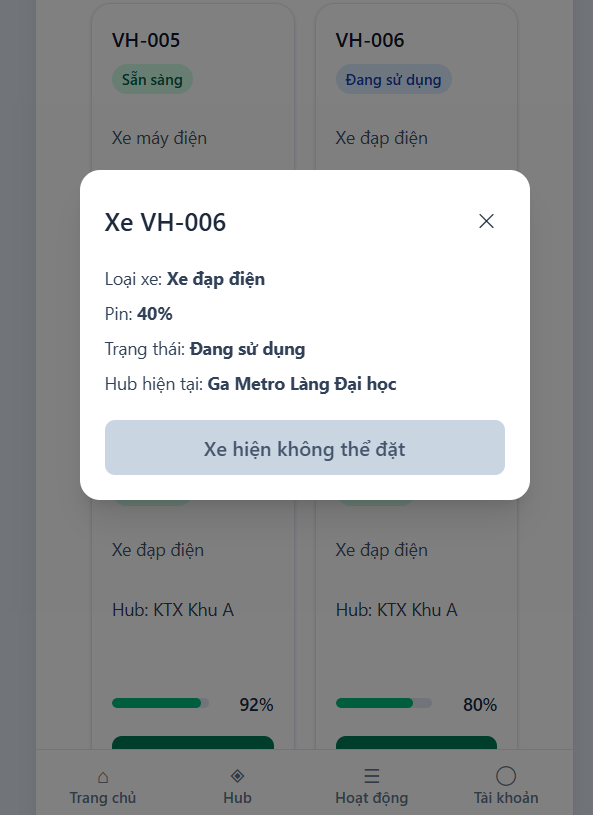 VH-005
VH-006
Sẵn sàng
Đang sử dụng
Xe máy điện
Xe đạp điện
Xe VH-006
Loại xe: Xe đạp điện
Pin: 40%
Trạng thái: Đang sử dụng
Hub hiện tại: Ga Metro Làng Đại học
Xe hiện không thể đặt
Xe đạp điện
Xe đạp điện
Hub: KTX Khu A
Hub: KTX Khu A
92%
80%
Trang chủ
Hub
Hoạt động
Tài khoản